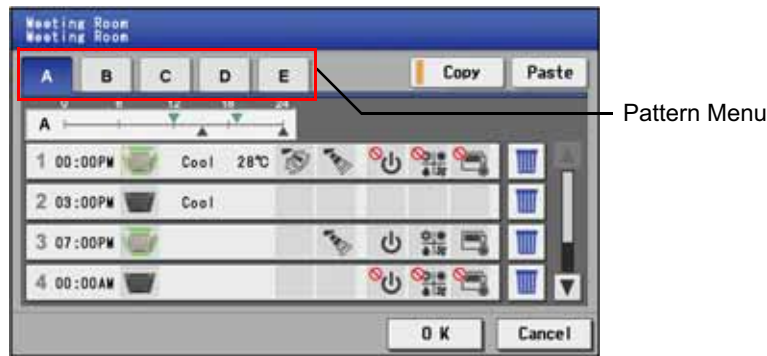 Meeting Room
Meeting Room
A B C D E Copy Paste
Pattern Menu
0 6 12 18 24
A
1 00:00PM Cool 28℃
2 03:00PM Cool
3 07:00PM
4 00:00AM
OK Cancel